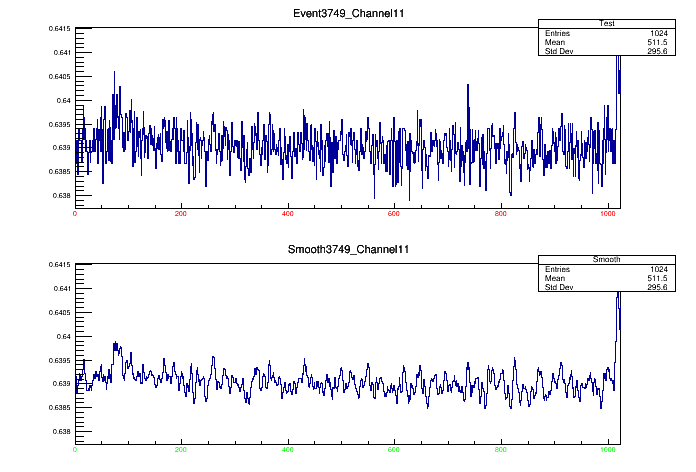 Event3749_Channel11
Test
Entries 1024
Mean 511.5
Std Dev 295.6
0.6415
0.641
0.6405
0.64
0.6395
0.639
0.6385
0.638
0 200 400 600 800 1000
Smooth3749_Channel11
Smooth
Entries 1024
Mean 511.5
Std Dev 295.6
0.6415
0.641
0.6405
0.64
0.6395
0.639
0.6385
0.638
0 200 400 600 800 1000